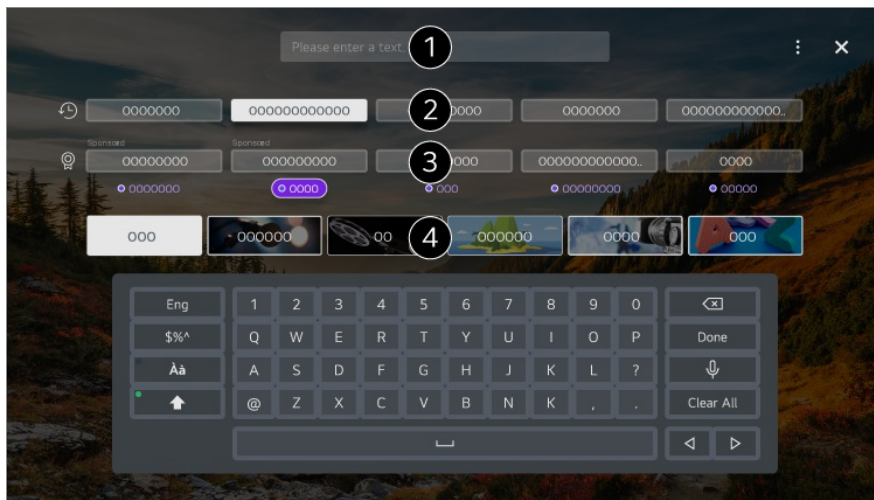 Please enter a text. 1
0000000 000000000000 2 0000 0000000 000000000000..
Sponsored Sponsored
00000000 000000000 3 000 000000000000.. 0000
0000000 0000 000 00000000 00000
000 000000 00 4 000000 0000 000
Eng 1 2 3 4 5 6 7 8 9 0
$%^ Q W E R T Y U I O P Done
Àà A S D F G H J K L ?
@ Z X C V B N K , . Clear All